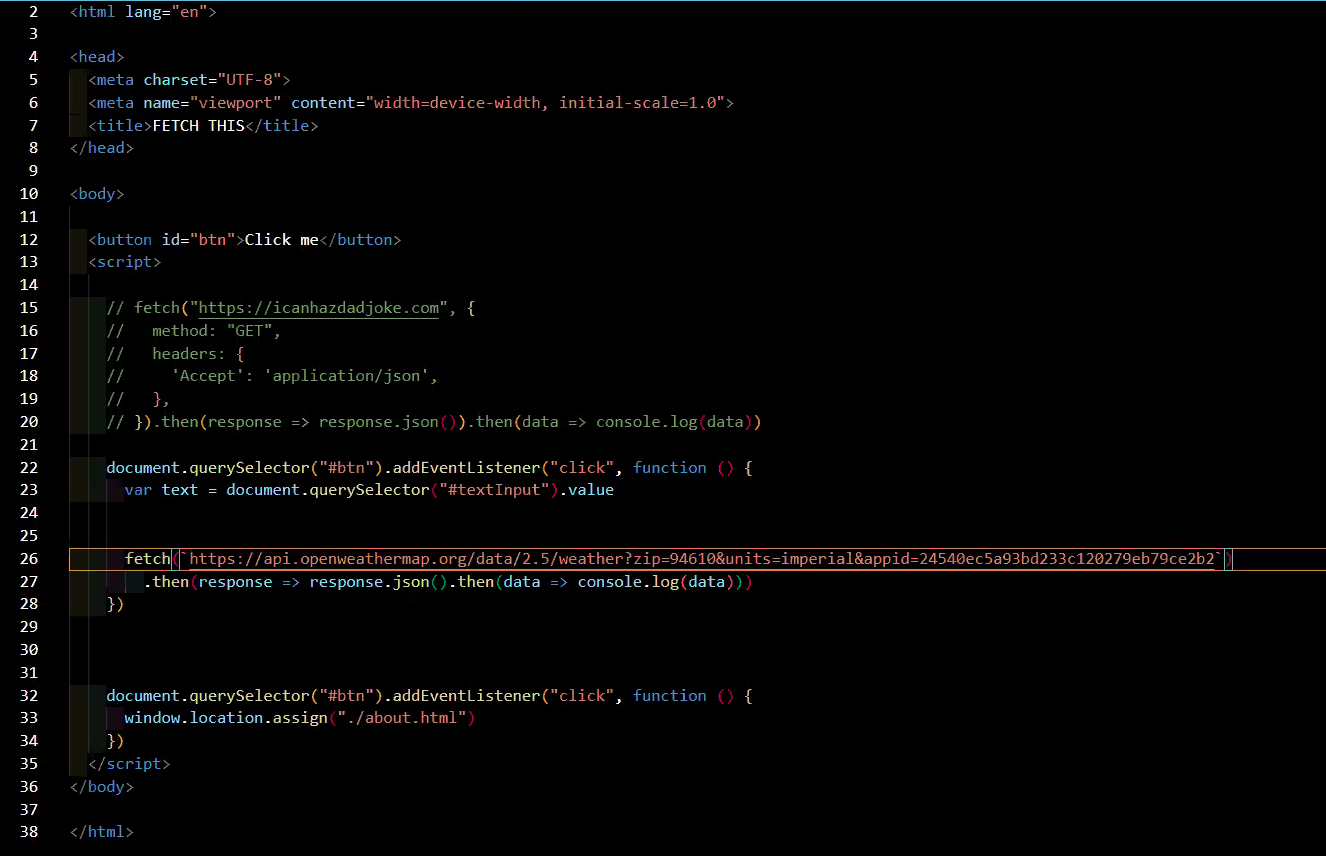 2 <html lang="en">
3
4 <head>
5 <meta charset="UTF-8">
6 <meta name="viewport" content="width=device-width, initial-scale=1.0">
7 <title>FETCH THIS</title>
8 </head>
9
10 <body>
11
12 <button id="btn">Click me</button>
13 <script>
14
15 // fetch("https://icanhazdadjoke.com", {
16 // method: "GET",
17 // headers: {
18 // 'Accept': 'application/json',
19 // },
20 // }).then(response => response.json()).then(data => console.log(data))
21
22 document.querySelector("#btn").addEventListener("click", function () {
23 var text = document.querySelector("#textInput").value
24
25
26 fetch(`https://api.openweathermap.org/data/2.5/weather?zip=94610&units=imperial&appid=24540ec5a93bd233c120279eb79ce2b2`)
27 .then(response => response.json().then(data => console.log(data)))
28 })
29
30
31
32 document.querySelector("#btn").addEventListener("click", function () {
33 window.location.assign("./about.html")
34 })
35 </script>
36 </body>
37
38 </html>